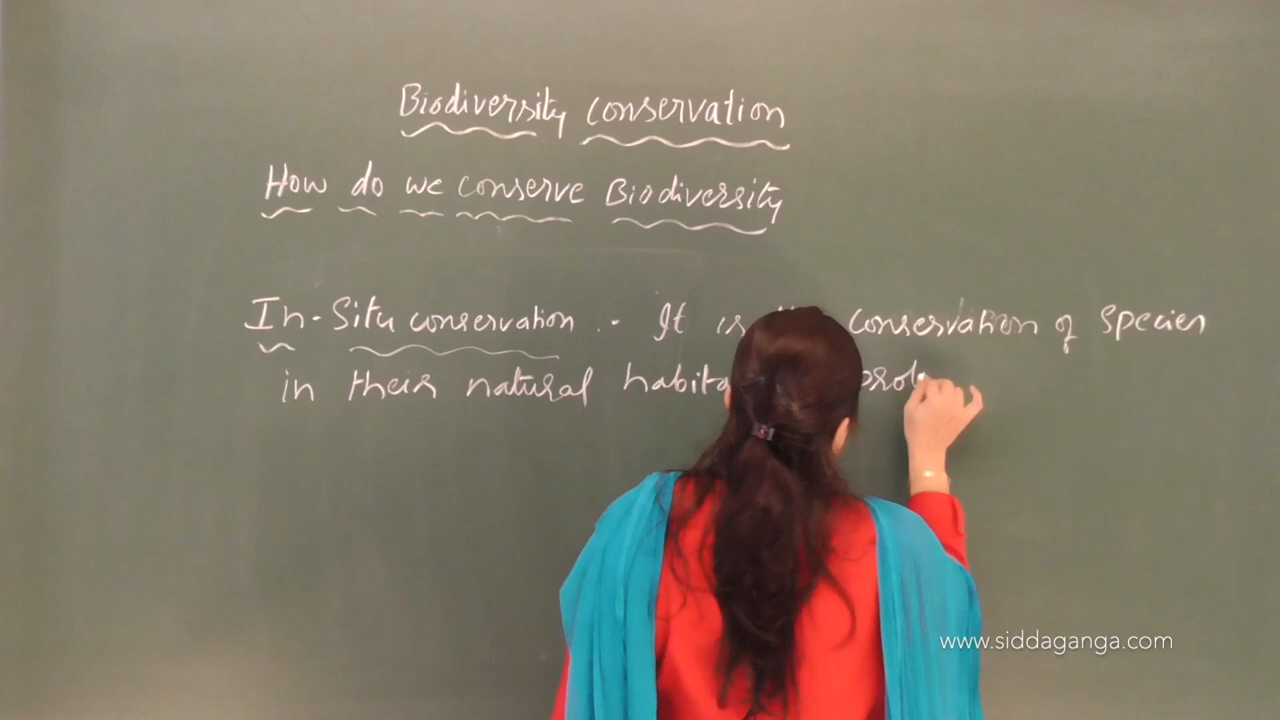 Biodiversity conservation
How do we conserve Biodiversity
In-Situ conservation :- It is conservation of species
in their natural
www.siddaganga.com